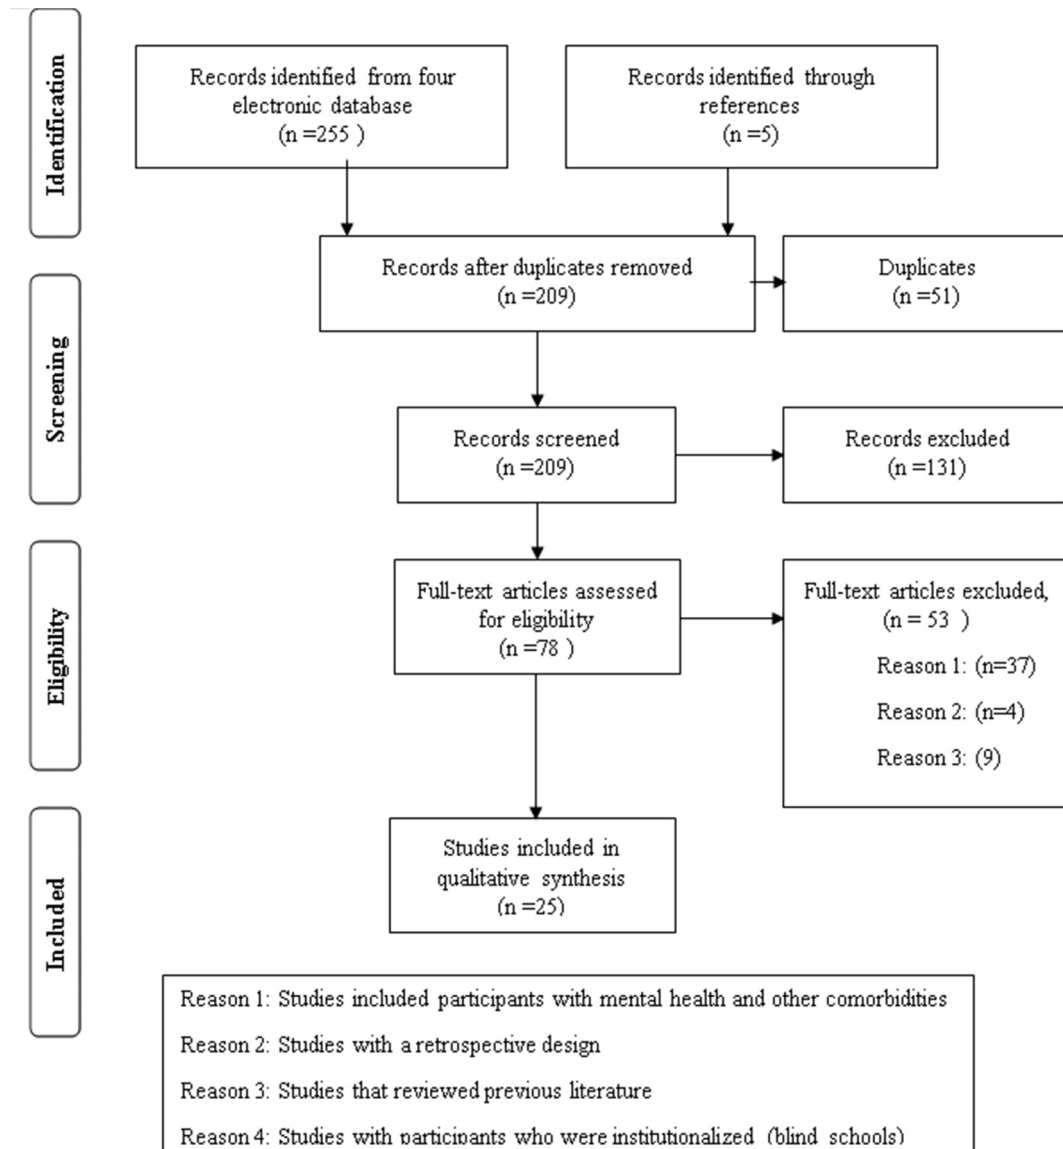 Identification
Records identified from four
electronic database
(n =255 )
Records identified through
references
(n =5)
Records after duplicates removed
(n =209)
Duplicates
(n =51)
Screening
Records screened
(n =209)
Records excluded
(n =131)
Eligibility
Full-text articles assessed
for eligibility
(n =78 )
Full-text articles excluded,
(n = 53 )
Reason 1: (n=37)
Reason 2: (n=4)
Reason 3: (9)
Included
Studies included in
qualitative synthesis
(n =25)
Reason 1: Studies included participants with mental health and other comorbidities
Reason 2: Studies with a retrospective design
Reason 3: Studies that reviewed previous literature
Reason 4: Studies with participants who were institutionalized (blind schools)